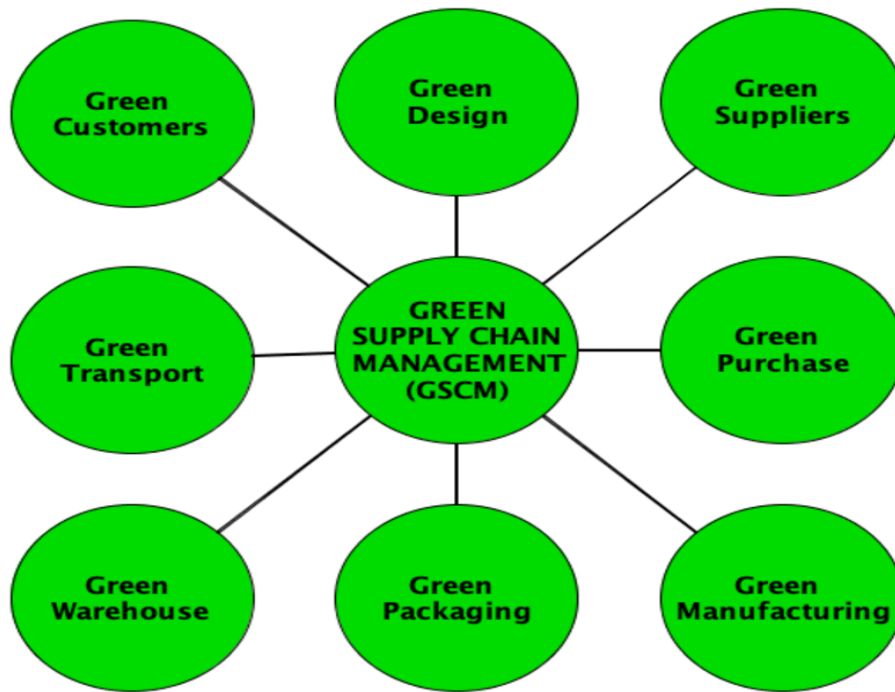 Green
Customers
Green
Design
Green
Suppliers
Green
Transport
GREEN
SUPPLY CHAIN
MANAGEMENT
(GSCM)
Green
Purchase
Green
Warehouse
Green
Packaging
Green
Manufacturing